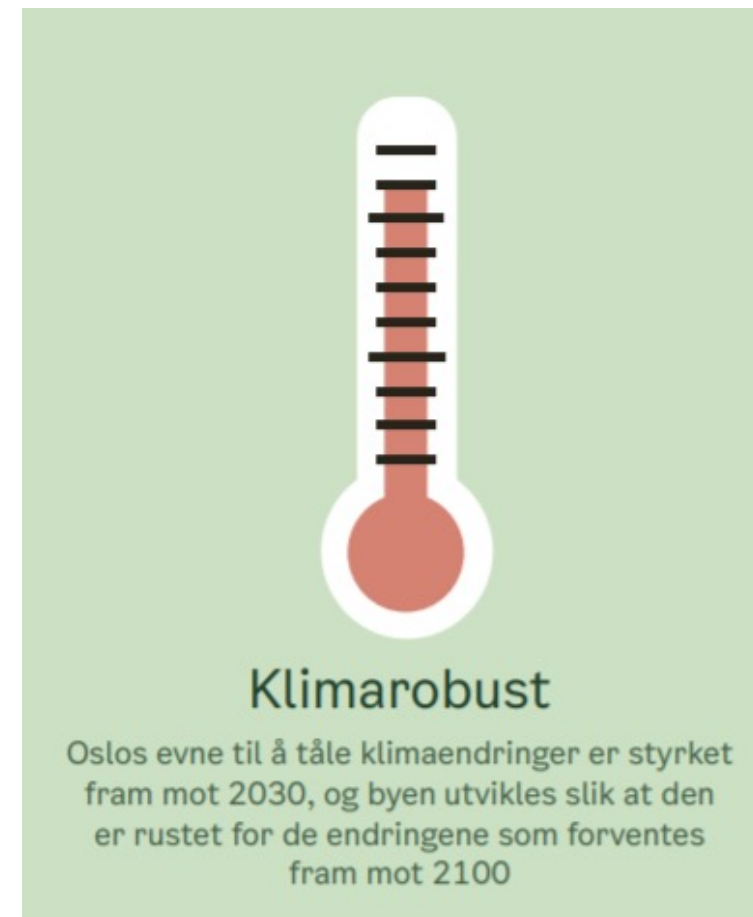 Klimarobust
Oslos evne til å tåle klimaendringer er styrket
fram mot 2030, og byen utvikles slik at den
er rustet for de endringene som forventes
fram mot 2100